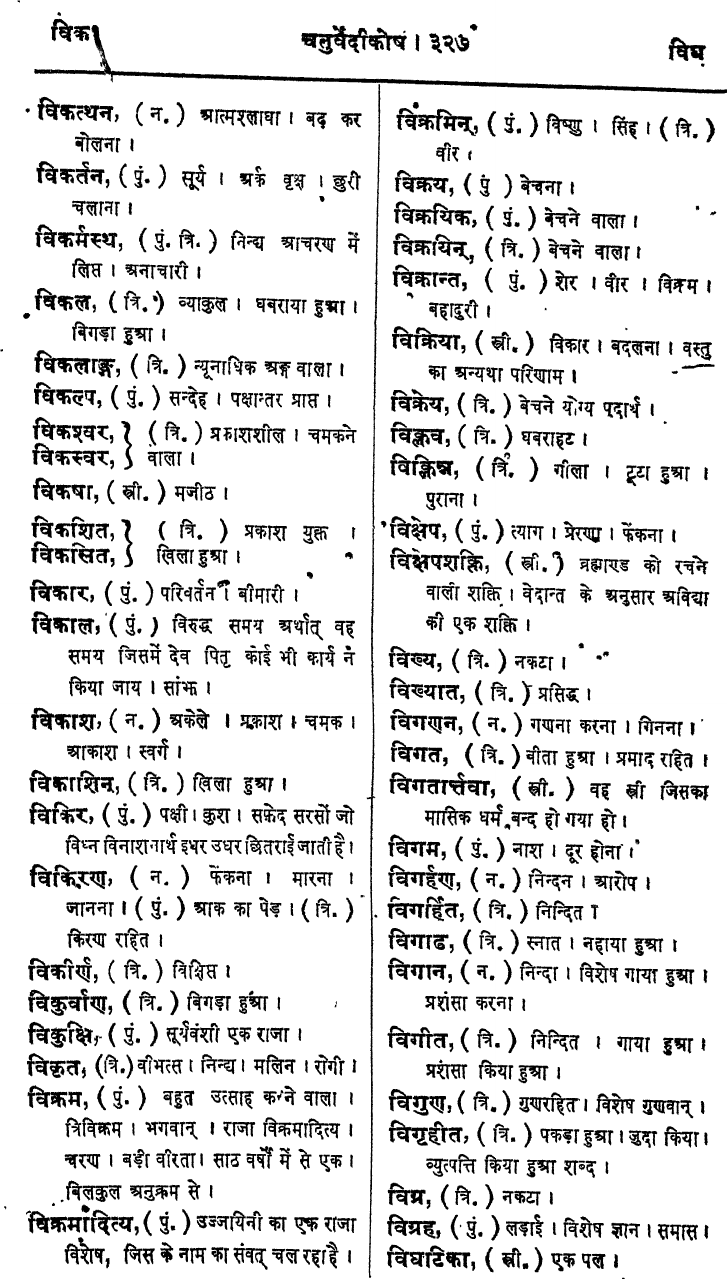 विक
चतुर्वेदीकोष। ३२७
विघ
विकत्थन, ( न. ) आत्मश्लाघा । बढ़ कर
बोलना ।
विकर्तन, ( पुं. ) सूर्य । अर्क वृक्ष । छुरी
चलाना ।
विकर्मस्थ, ( पुं. त्रि. ) निन्द्य आचरण में
लिप्त । अनाचारी ।
विकल, ( त्रि. ) व्याकुल । घबराया हुआ ।
बिगड़ा हुआ ।
विकलाङ्ग, ( त्रि. ) न्यूनाधिक अङ्ग वाला ।
विकल्प, ( पुं. ) सन्देह । पक्षान्तर प्राप्त ।
विकश्वर, } ( त्रि. ) प्रकाशशील । चमकने
विकस्वर, } वाला ।
विकषा, ( स्त्री. ) मजीठ ।
विकशित, } ( त्रि. ) प्रकाश युक्त ।
विकसित, } खिला हुआ ।
विकार, ( पुं. ) परिवर्तन । बीमारी ।
विकाल, ( पुं. ) विरुद्ध समय अर्थात् वह
समय जिसमें देव पितृ कोई भी कार्य न
किया जाय । सांझ ।
विकाश, ( न. ) अकेले । प्रकाश । चमक ।
आकाश । स्वर्ग ।
विकाशिन्, ( त्रि. ) खिला हुआ ।
विकिर, ( पुं. ) पक्षी । कुश । सफ़ेद सरसों जो
विघ्न विनाशनार्थ इधर उधर छितराई जाती है।
विकिरण, ( न. ) फेंकना । मारना ।
जानना । ( पुं. ) आक का पेड़ । ( त्रि. )
किरण रहित ।
विकीर्ण, ( त्रि. ) विक्षिप्त ।
विकुर्वाण, ( त्रि. ) बिगड़ा हुआ ।
विकुक्षि, ( पुं. ) सूर्यवंशी एक राजा ।
विकृत, (त्रि.) वीभत्स । निन्द्य । मलिन । रोगी ।
विक्रम, ( पुं. ) बहुत उत्साह करने वाला ।
त्रिविक्रम । भगवान् । राजा विक्रमादित्य ।
चरण । बड़ी वीरता। साठ वर्षों में से एक ।
बिलकुल अनुक्रम से ।
विक्रमादित्य, ( पुं. ) उज्जायिनी का एक राजा
विशेष, जिस के नाम का संवत् चल रहा है ।
विक्रमिन्, ( पुं. ) विष्णु । सिंह । ( त्रि. )
वीर ।
विक्रय, ( पुं ) बेचना ।
विक्रयिक, ( पुं. ) बेचने वाला ।
विक्रयिन्, ( त्रि. ) बेचने वाला ।
विक्रान्त, ( पुं. ) शेर । वीर । विक्रम ।
बहादुरी ।
विक्रिया, ( स्त्री. ) विकार । बदलना । वस्तु
का अन्यथा परिणाम ।
विक्रेय, ( त्रि. ) बेचने योग्य पदार्थ ।
विक्लव, ( त्रि. ) घबराहट ।
विक्लिन्न, ( त्रि. ) गीला । टूटा हुआ ।
पुराना ।
विक्षेप, ( पुं. ) त्याग । प्रेरणा । फेंकना ।
विक्षेपशक्ति, ( स्त्री. ) ब्रह्माण्ड को रचने
वाली शक्ति । वेदान्त के अनुसार अविद्या
की एक शक्ति ।
विख्य, ( त्रि. ) नकटा ।
विख्यात, ( त्रि. ) प्रसिद्ध ।
विगणन, ( न. ) गणना करना । गिनना ।
विगत, ( त्रि. ) बीता हुआ । प्रमाद रहित ।
विगतार्त्तवा, ( स्त्री. ) वह स्त्री जिसका
मासिक धर्म बन्द हो गया हो ।
विगम, ( पुं. ) नाश । दूर होना ।
विगर्हण, ( न. ) निन्दन । आरोप ।
विगर्हित, ( त्रि. ) निन्दित ।
विगाढ, ( त्रि. ) स्नात । नहाया हुआ ।
विगान, ( न. ) निन्दा । विशेष गाया हुआ ।
प्रशंसा करना ।
विगीत, ( त्रि. ) निन्दित । गाया हुआ ।
प्रशंसा किया हुआ ।
विगुण, ( त्रि. ) गुणरहित । विशेष गुणवान् ।
विगृहीत, ( त्रि. ) पकड़ा हुआ । जुदा किया।
व्युत्पत्ति किया हुआ शब्द ।
विग्र, ( त्रि. ) नकटा ।
विग्रह, ( पुं. ) लड़ाई । विशेष ज्ञान । समास ।
विघटिका, ( स्त्री. ) एक पल ।